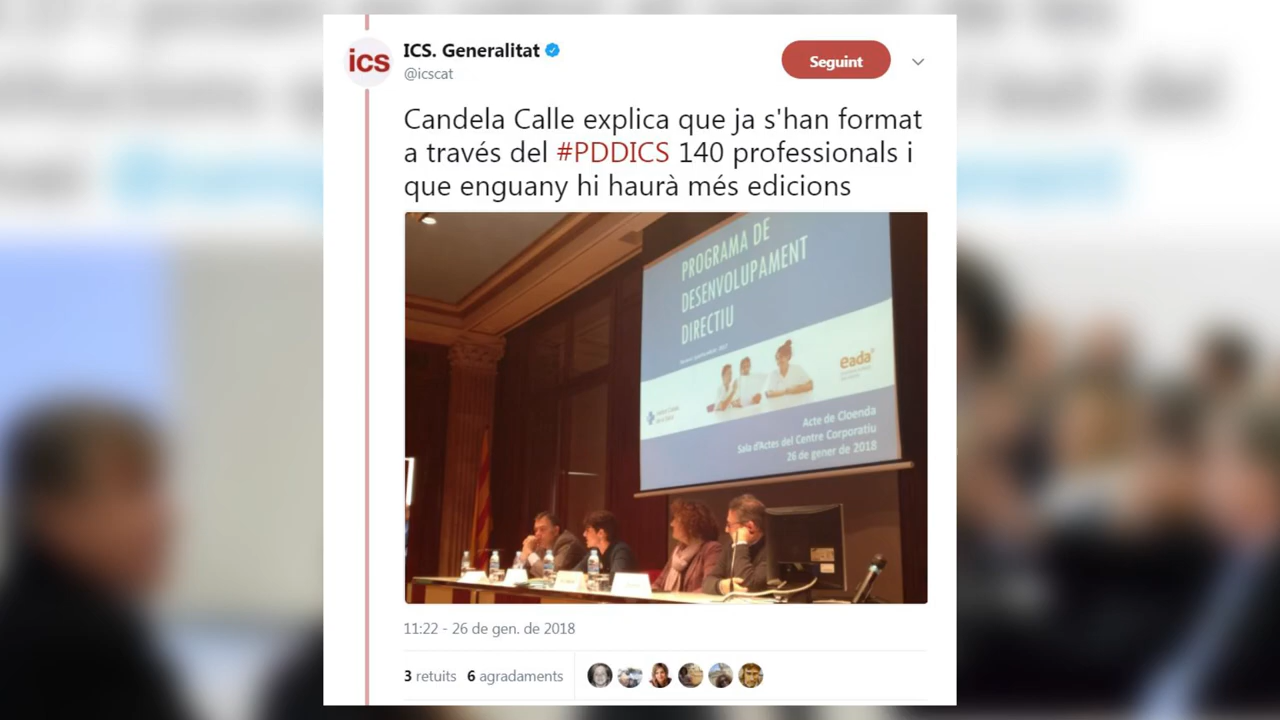 ics
ICS. Generalitat
@icscat
Seguint
Candela Calle explica que ja s'han format
a través del #PDDICS 140 professionals i
que enguany hi haurà més edicions
PROGRAMA DE
DESENVOLUPAMENT
DIRECTIU
eada
Acte de Cloenda
Sala d'Actes del Centre Corporatiu
26 de gener de 2018
11:22 - 26 de gen. de 2018
3 retuits 6 agradaments